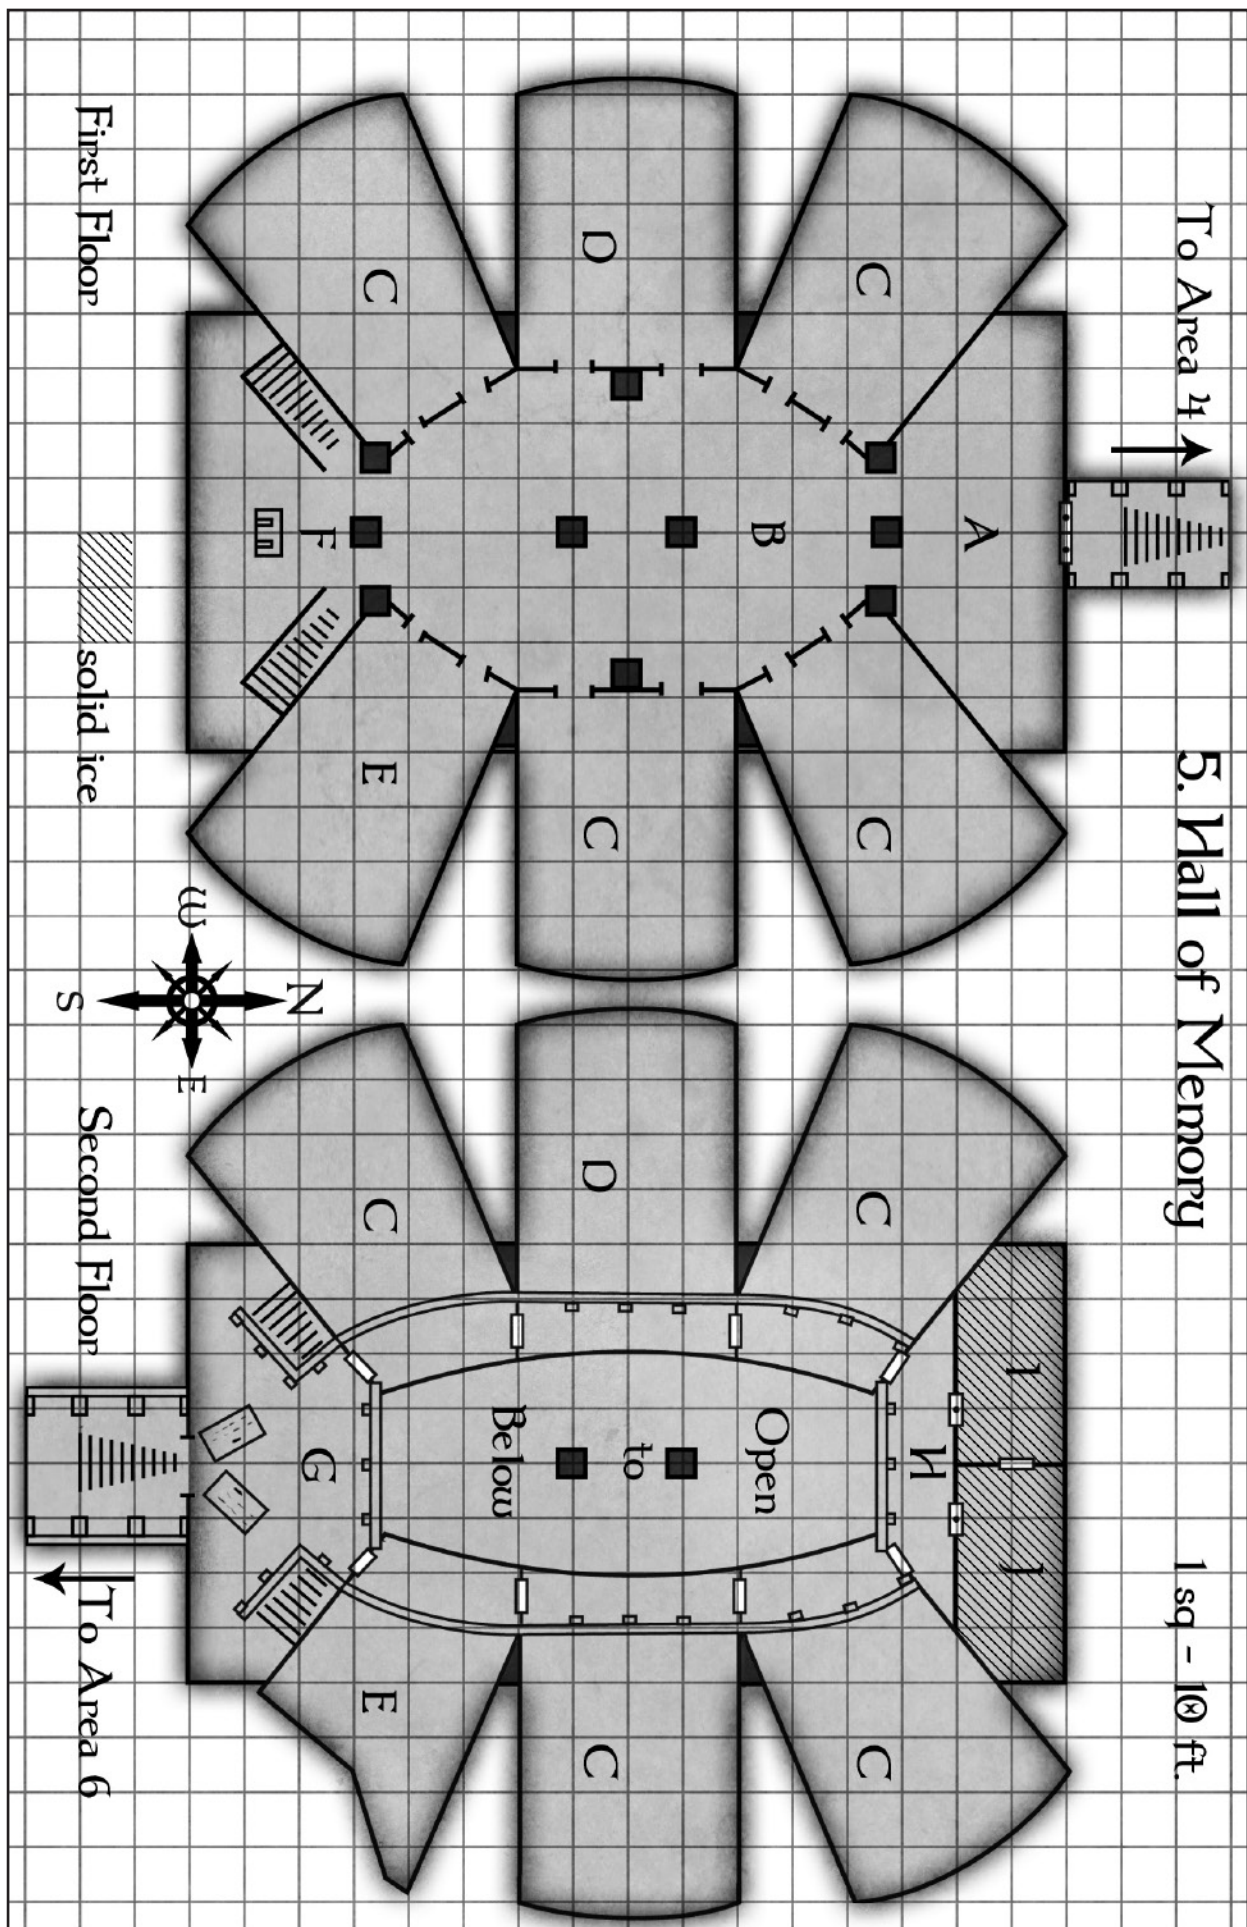 To Area 4
5. Hall of Memory
1 sq - 10 ft.
A
C
C
B
D
C
C
E
F
First Floor
solid ice
N
W
E
S
I
J
H
C
C
Open
to
Below
D
C
C
E
G
Second Floor
To Area 6